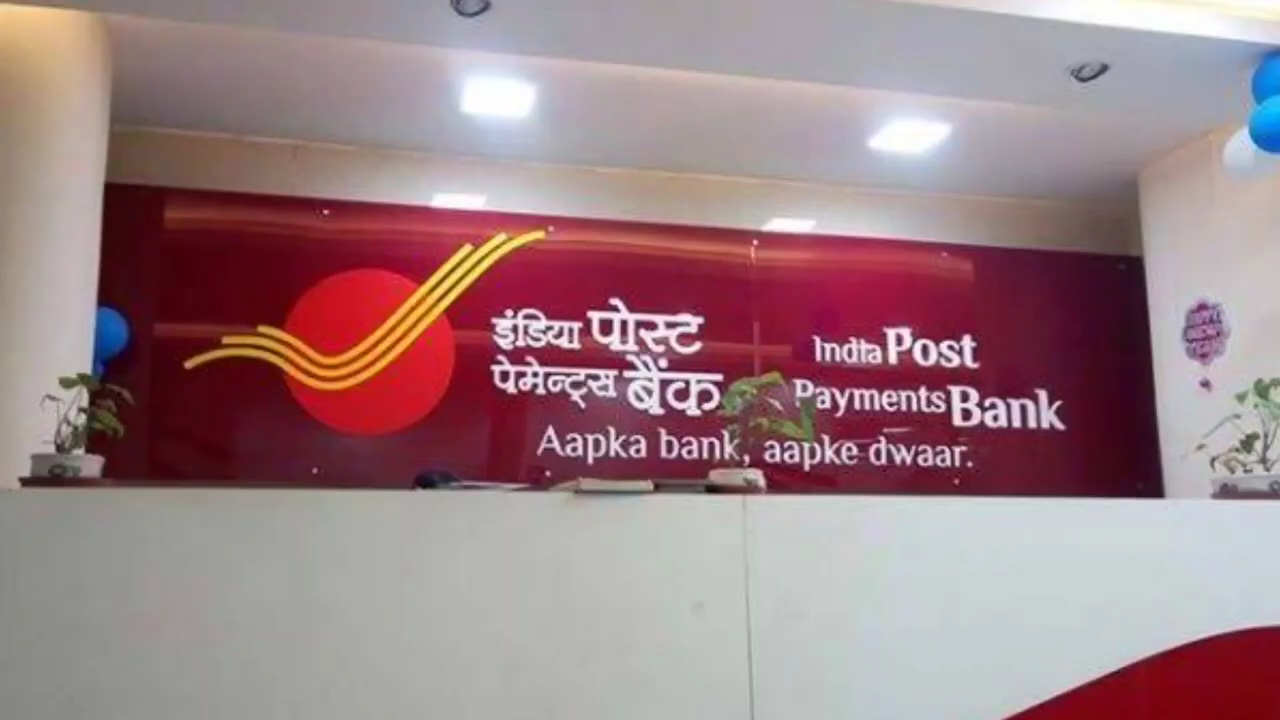 इंडिया पोस्ट
पेमेन्ट्स बैंक
India Post
Payments Bank
Aapka bank, aapke dwaar.